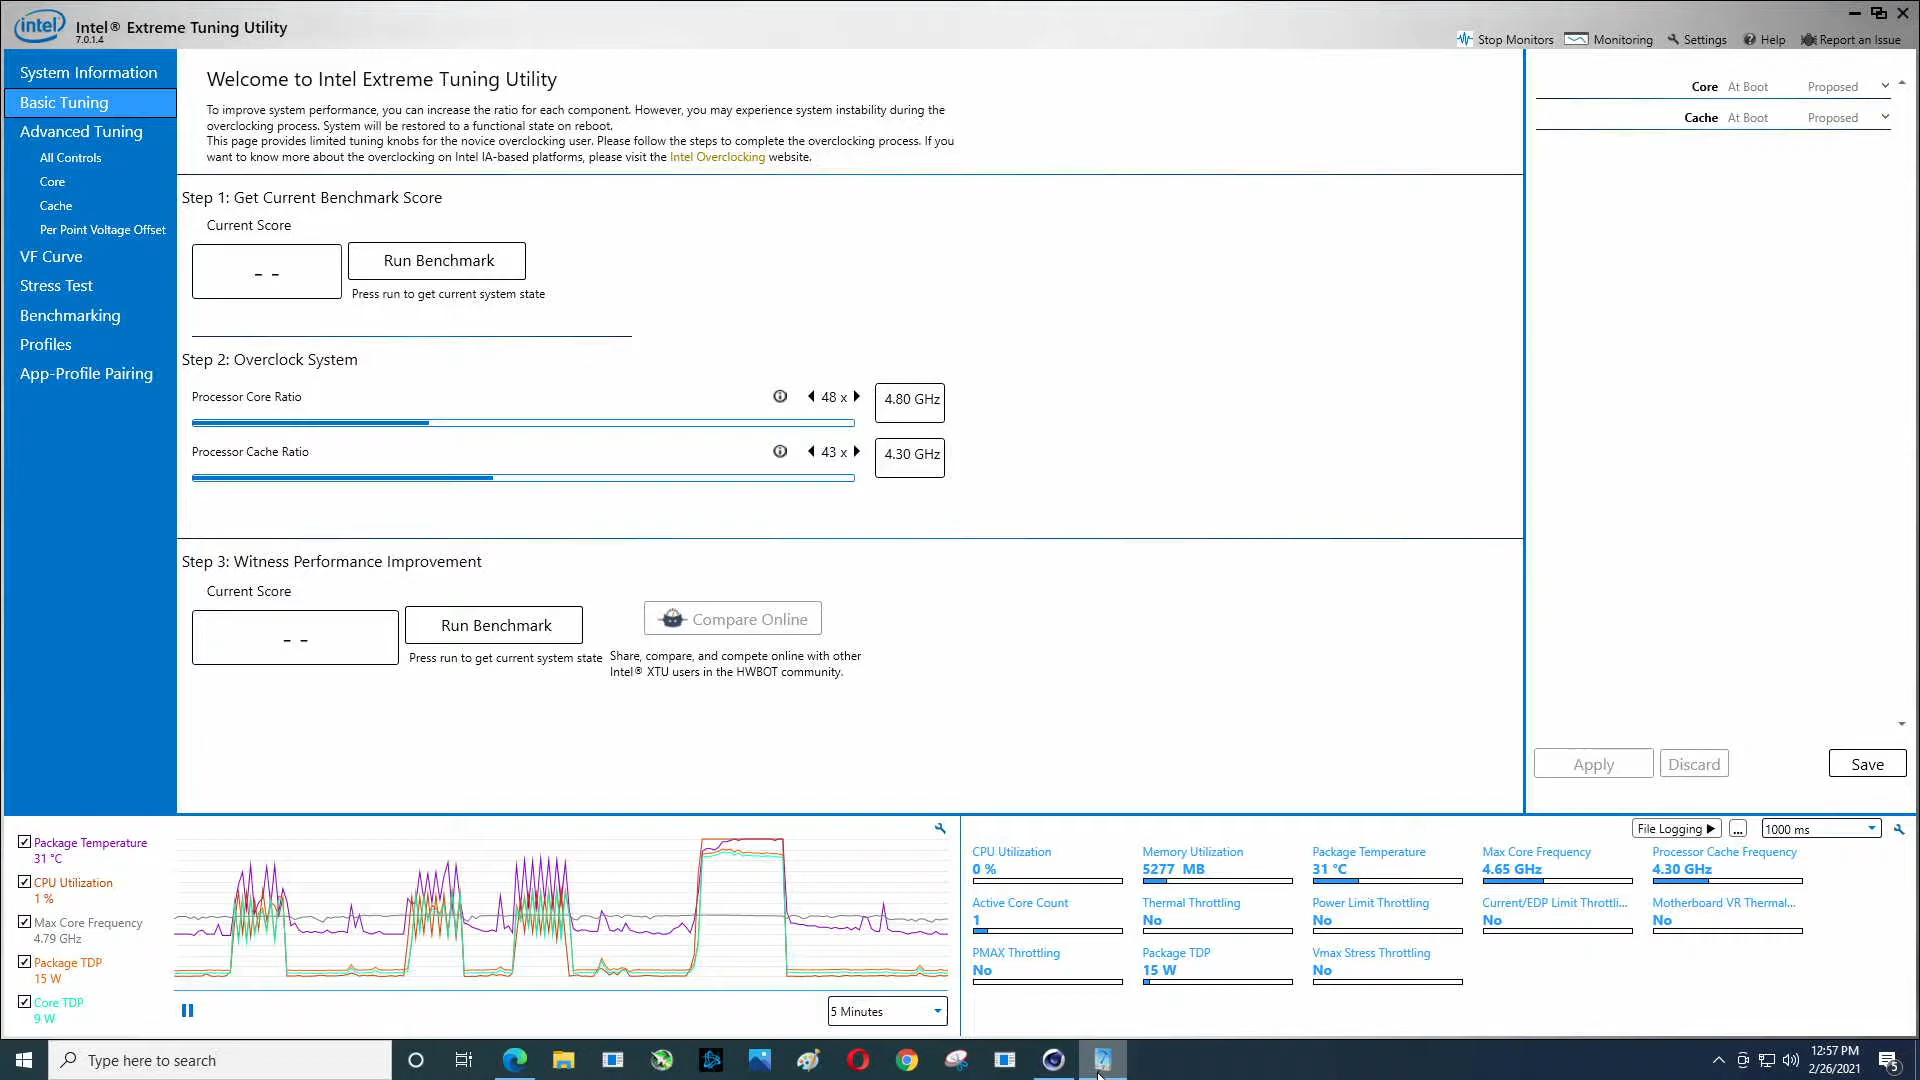 intel
Intel® Extreme Tuning Utility
7.0.1.4
Stop Monitors
Monitoring
Settings
Help
Report an Issue
System Information
Basic Tuning
Advanced Tuning
All Controls
Core
Cache
Per Point Voltage Offset
VF Curve
Stress Test
Benchmarking
Profiles
App-Profile Pairing
Welcome to Intel Extreme Tuning Utility
To improve system performance, you can increase the ratio for each component. However, you may experience system instability during the
overclocking process. System will be restored to a functional state on reboot.
This page provides limited tuning knobs for the novice overclocking user. Please follow the steps to complete the overclocking process. If you
want to know more about the overclocking on Intel IA-based platforms, please visit the Intel Overclocking website.
Step 1: Get Current Benchmark Score
Current Score
- -
Run Benchmark
Press run to get current system state
Step 2: Overclock System
Processor Core Ratio
48 x
4.80 GHz
Processor Cache Ratio
43 x
4.30 GHz
Step 3: Witness Performance Improvement
Current Score
- -
Run Benchmark
Press run to get current system state
Compare Online
Share, compare, and compete online with other
Intel® XTU users in the HWBOT community.
Core At Boot Proposed
Cache At Boot Proposed
Apply
Discard
Save
Package Temperature
31 °C
CPU Utilization
1 %
Max Core Frequency
4.79 GHz
Package TDP
15 W
Core TDP
9 W
5 Minutes
File Logging
...
1000 ms
CPU Utilization
0 %
Memory Utilization
5277 MB
Package Temperature
31 °C
Max Core Frequency
4.65 GHz
Processor Cache Frequency
4.30 GHz
Active Core Count
1
Thermal Throttling
No
Power Limit Throttling
No
Current/EDP Limit Throttli...
No
Motherboard VR Thermal...
No
PMAX Throttling
No
Package TDP
15 W
Vmax Stress Throttling
No
Type here to search
12:57 PM
2/26/2021
5